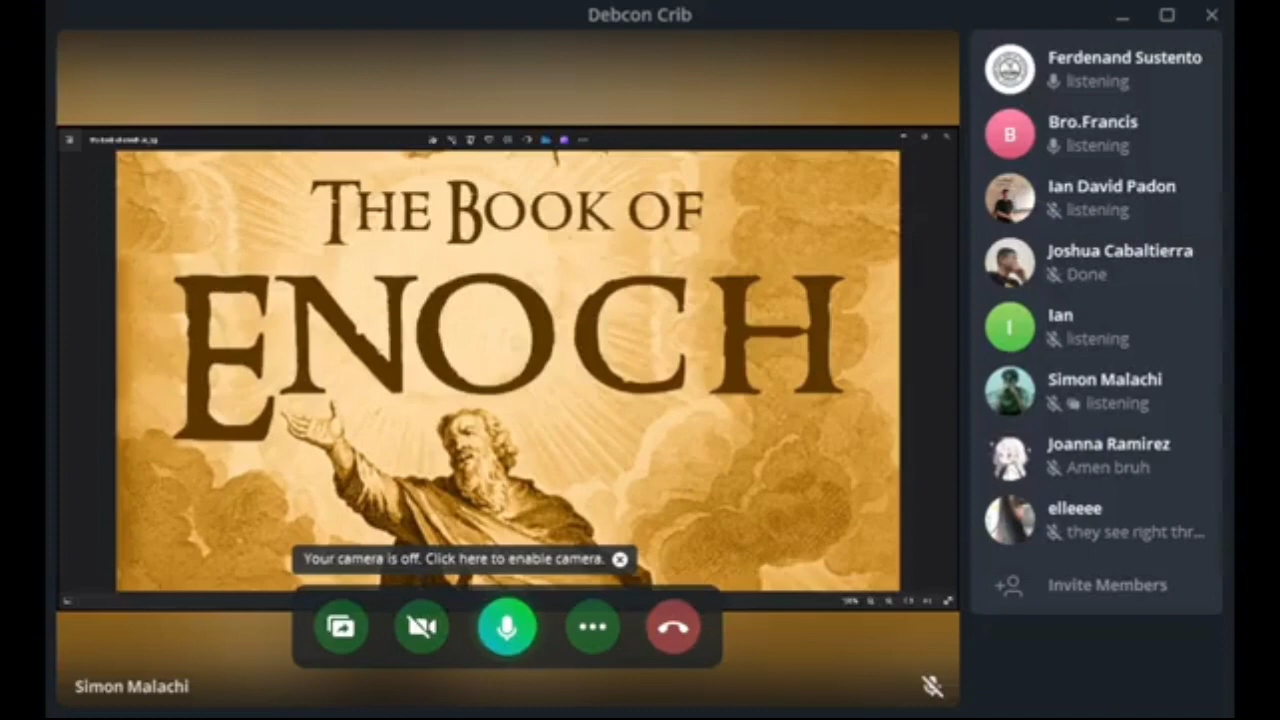 Debcon Crib
THE BOOK OF
ENOCH
Your camera is off. Click here to enable camera.
Simon Malachi
Ferdenand Sustento
listening
B
Bro.Francis
listening
Ian David Padon
listening
Joshua Cabaltierra
Done
I
Ian
listening
Simon Malachi
listening
Joanna Ramirez
Amen bruh
elleeee
they see right thr...
Invite Members